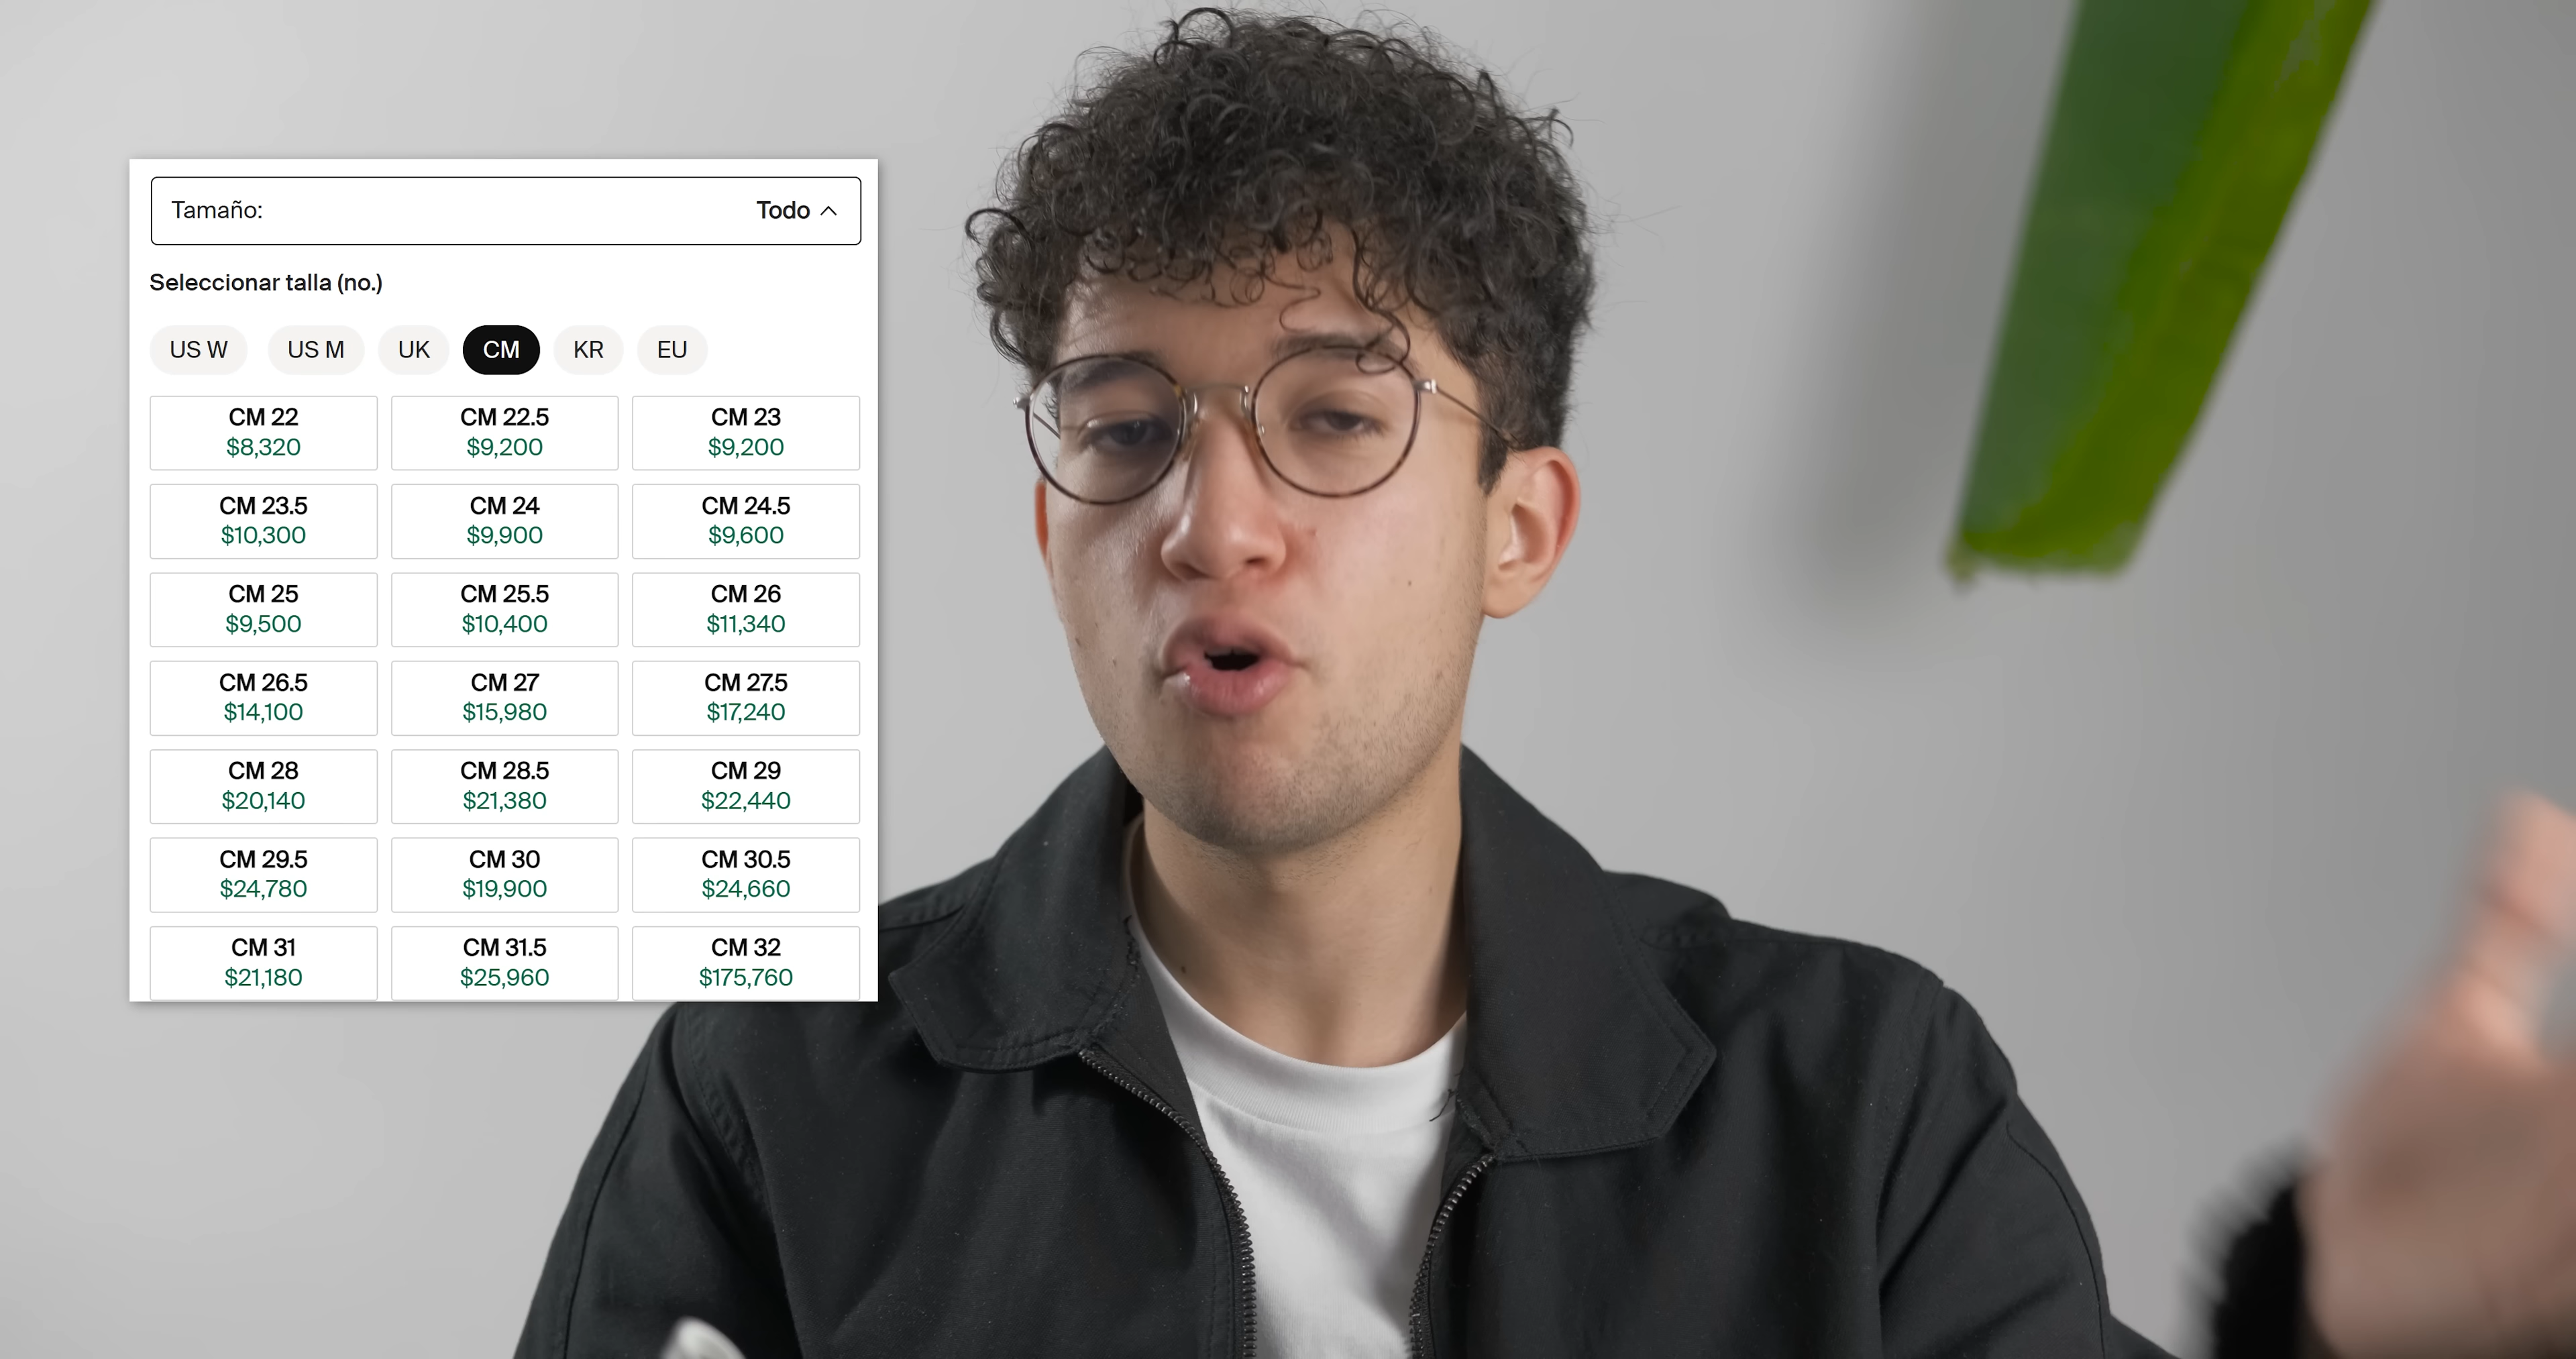 Tamaño: Todo
Seleccionar talla (no.)
US W US M UK CM KR EU
CM 22 CM 22.5 CM 23
$8,320 $9,200 $9,200
CM 23.5 CM 24 CM 24.5
$10,300 $9,900 $9,600
CM 25 CM 25.5 CM 26
$9,500 $10,400 $11,340
CM 26.5 CM 27 CM 27.5
$14,100 $15,980 $17,240
CM 28 CM 28.5 CM 29
$20,140 $21,380 $22,440
CM 29.5 CM 30 CM 30.5
$24,780 $19,900 $24,660
CM 31 CM 31.5 CM 32
$21,180 $25,960 $175,760